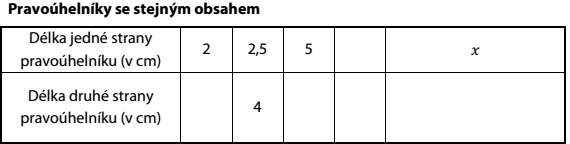 Pravoúhelníky se stejným obsahem
Délka jedné strany
pravoúhelníku (v cm)
2
2,5
5
x
Délka druhé strany
pravoúhelníku (v cm)
4